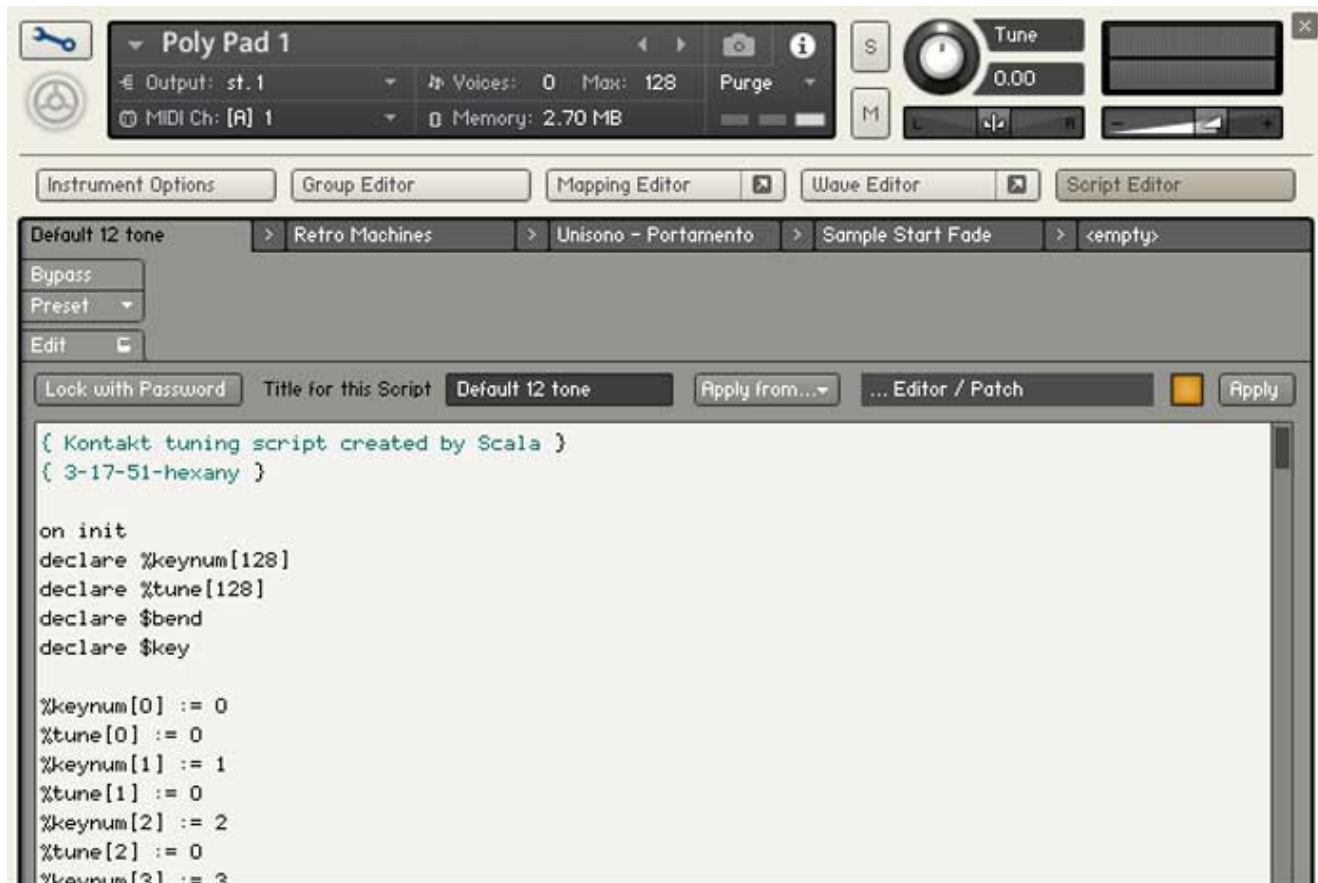 Poly Pad 1
Output: st.1 Voices: 0 Max: 128 Purge
MIDI Ch: [A] 1 Memory: 2.70 MB
S
M
Tune
0.00
L R
- +
Instrument Options Group Editor Mapping Editor Wave Editor Script Editor
Default 12 tone > Retro Machines > Unisono - Portamento > Sample Start Fade > <empty>
Bypass
Preset
Edit
Lock with Password Title for this Script Default 12 tone Apply from... ... Editor / Patch Apply
{ Kontakt tuning script created by Scala }
{ 3-17-51-hexany }
on init
declare %keynum[128]
declare %tune[128]
declare $bend
declare $key
%keynum[0] := 0
%tune[0] := 0
%keynum[1] := 1
%tune[1] := 0
%keynum[2] := 2
%tune[2] := 0
%keynum[3] := 3